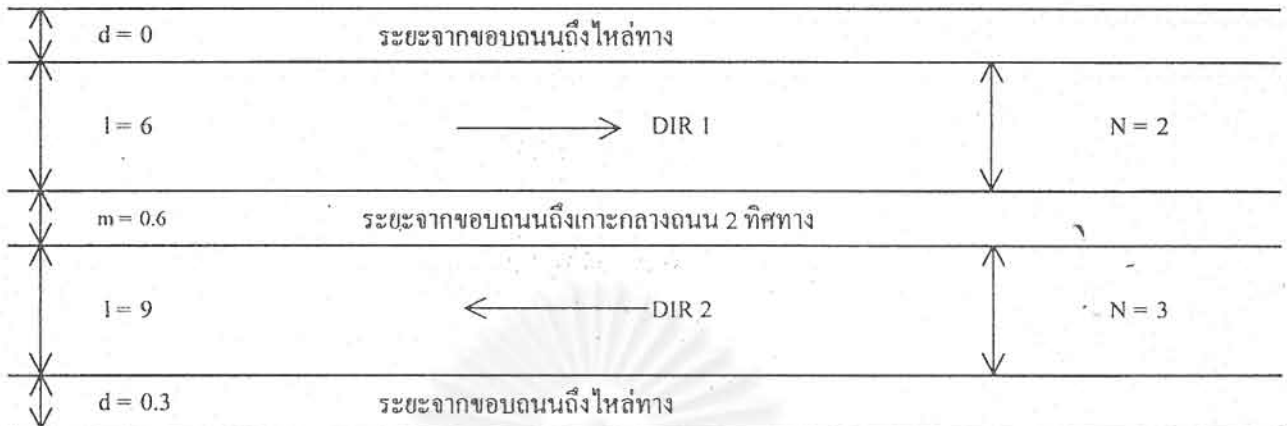 d = 0 ระยะจากขอบถนนถึงไหล่ทาง
l = 6 DIR 1 N = 2
m = 0.6 ระยะจากขอบถนนถึงเกาะกลางถนน 2 ทิศทาง
l = 9 DIR 2 N = 3
d = 0.3 ระยะจากขอบถนนถึงไหล่ทาง